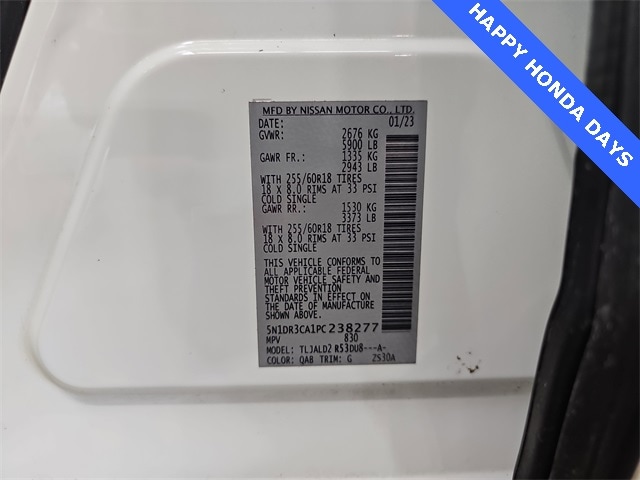 HAPPY HONDA DAYS
MFD BY NISSAN MOTOR CO., LTD.
DATE: 01/23
GVWR: 2676 KG
5900 LB
GAWR FR.: 1335 KG
2943 LB
WITH 255/60R18 TIRES
18 X 8.0 RIMS AT 33 PSI
COLD SINGLE
GAWR RR.: 1530 KG
3373 LB
WITH 255/60R18 TIRES
18 X 8.0 RIMS AT 33 PSI
COLD SINGLE
THIS VEHICLE CONFORMS TO
ALL APPLICABLE FEDERAL
MOTOR VEHICLE SAFETY AND
THEFT PREVENTION
STANDARDS IN EFFECT ON
THE DATE OF MANUFACTURE
SHOWN ABOVE.
5N1DR3CA1PC238277
MPV 830
MODEL: TLJALD2 R53DU8---A-
COLOR: QAB TRIM: G ZS30A